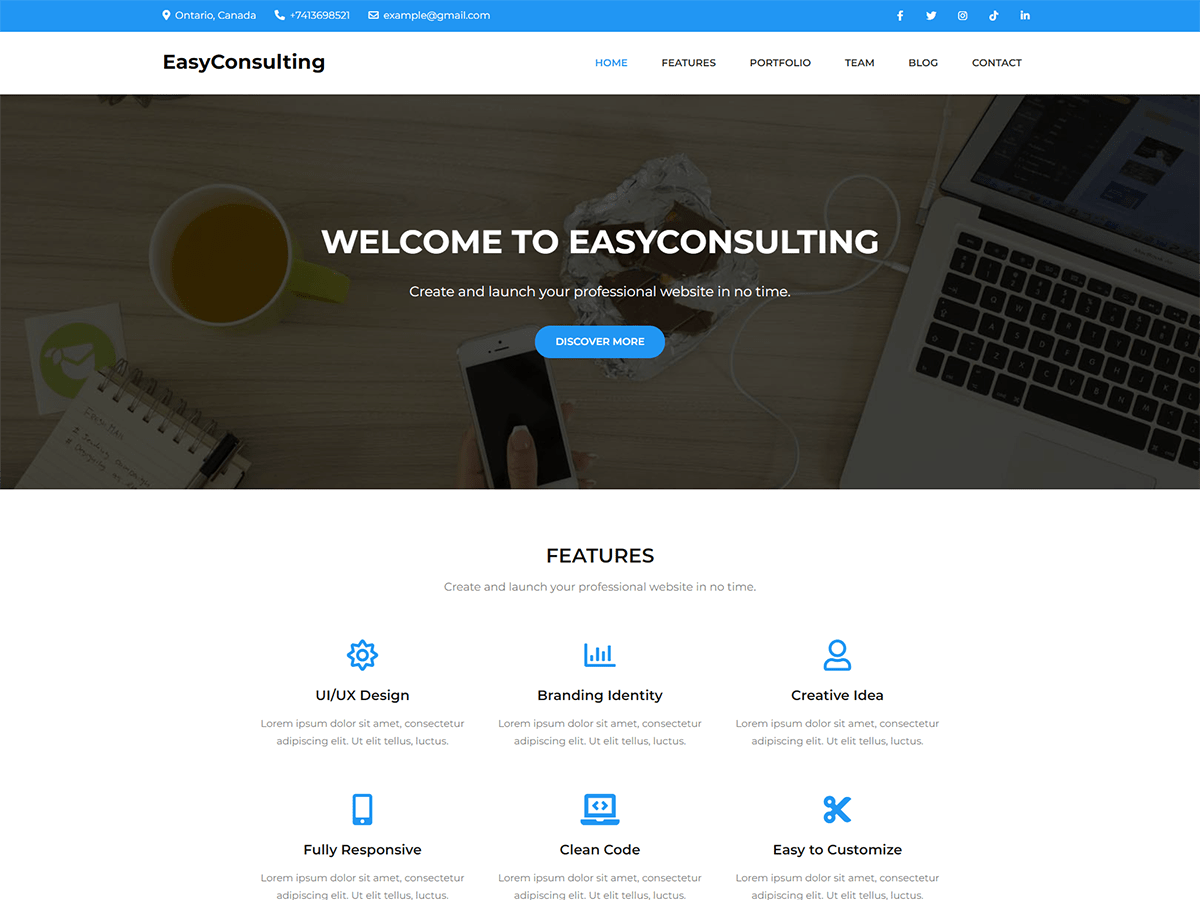 Ontario, Canada +7413698521 example@gmail.com
EasyConsulting
HOME FEATURES PORTFOLIO TEAM BLOG CONTACT
WELCOME TO EASYCONSULTING
Create and launch your professional website in no time.
DISCOVER MORE
FEATURES
Create and launch your professional website in no time.
UI/UX Design Branding Identity Creative Idea
Lorem ipsum dolor sit amet, consectetur Lorem ipsum dolor sit amet, consectetur Lorem ipsum dolor sit amet, consectetur
adipiscing elit. Ut elit tellus, luctus. adipiscing elit. Ut elit tellus, luctus. adipiscing elit. Ut elit tellus, luctus.
Fully Responsive Clean Code Easy to Customize
Lorem ipsum dolor sit amet, consectetur Lorem ipsum dolor sit amet, consectetur Lorem ipsum dolor sit amet, consectetur
adipiscing elit. Ut elit tellus, luctus. adipiscing elit. Ut elit tellus, luctus. adipiscing elit. Ut elit tellus, luctus.